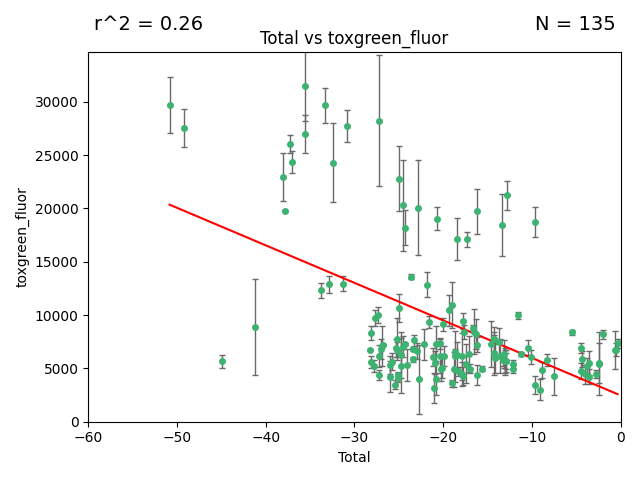 r^2 = 0.26
N = 135
Total vs toxgreen_fluor
toxgreen_fluor
30000
25000
20000
15000
10000
5000
0
−60
−50
−40
−30
−20
−10
0
Total